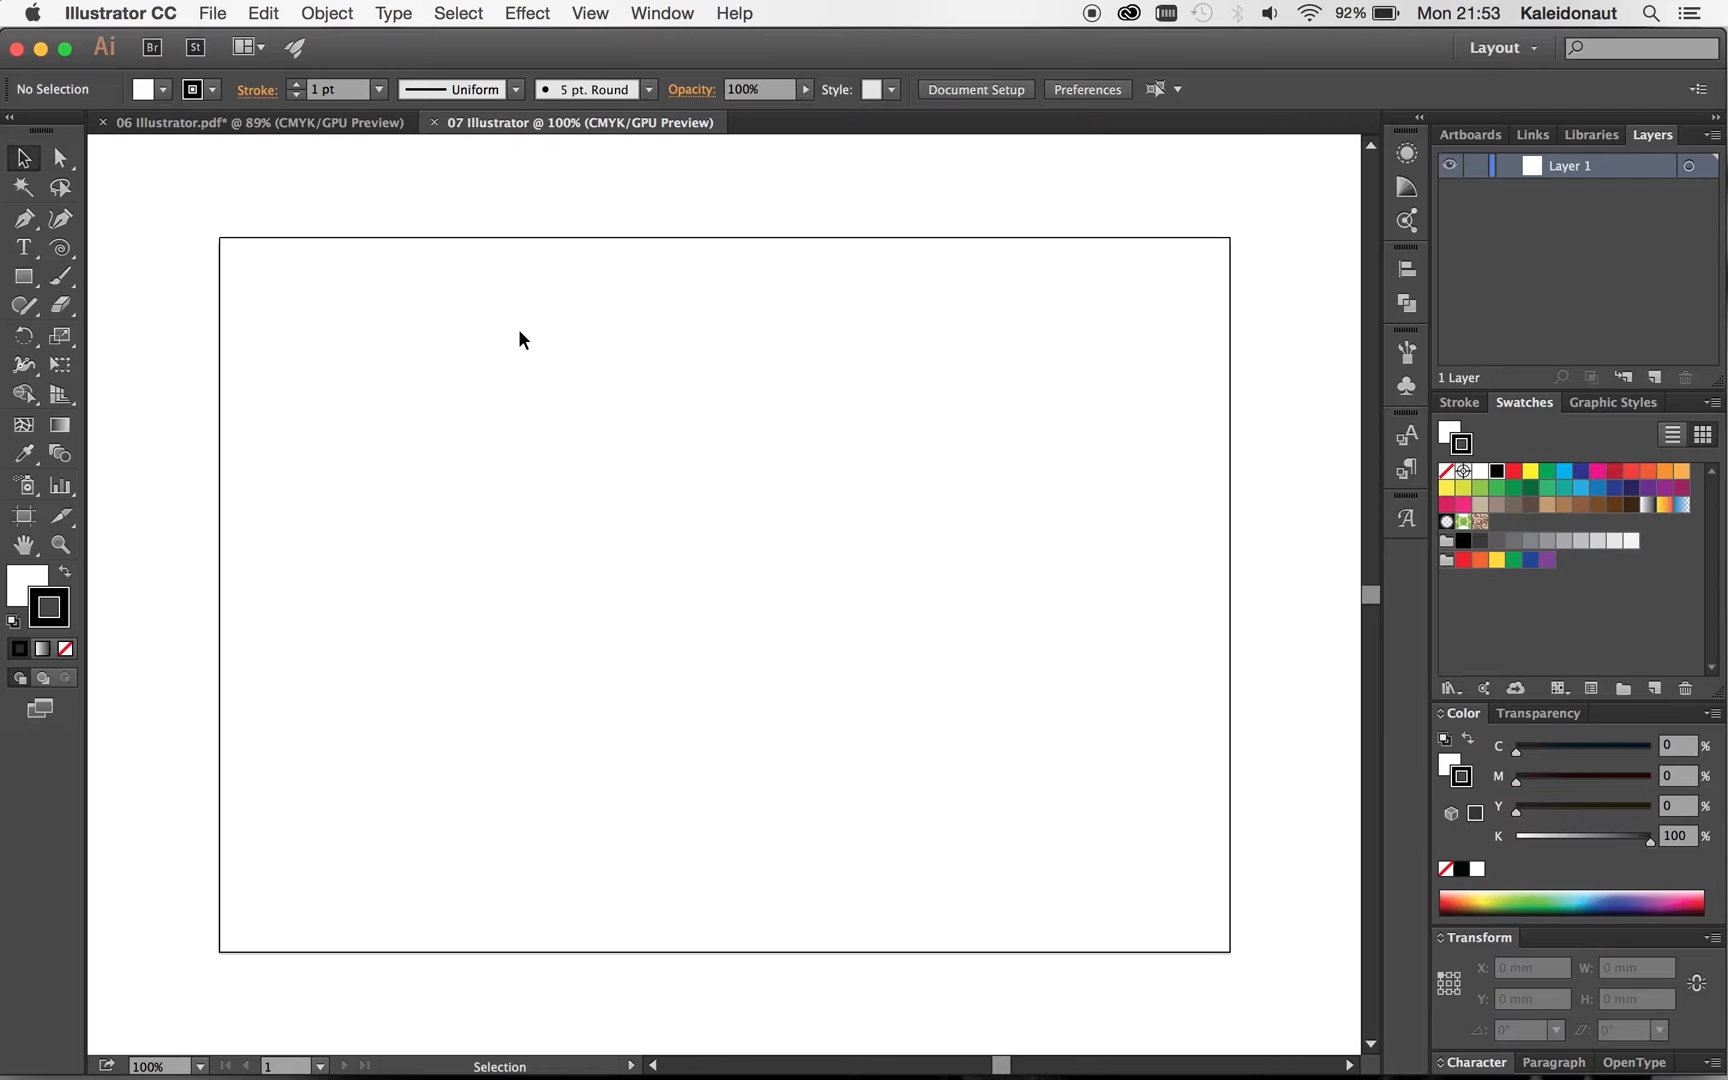 Illustrator CC File Edit Object Type Select Effect View Window Help 92% Mon 21:53 Kaleidonaut
Ai Br St Layout
No Selection Stroke: 1 pt Uniform 5 pt. Round Opacity: 100% Style: Document Setup Preferences
06 Illustrator.pdf* @ 89% (CMYK/GPU Preview) 07 Illustrator @ 100% (CMYK/GPU Preview)
Artboards Links Libraries Layers
Layer 1
1 Layer
Stroke Swatches Graphic Styles
Color Transparency
C 0 %
M 0 %
Y 0 %
K 100 %
Transform
X: 0 mm W: 0 mm
Y: 0 mm H: 0 mm
0° 0°
Character Paragraph OpenType
100% 1 Selection